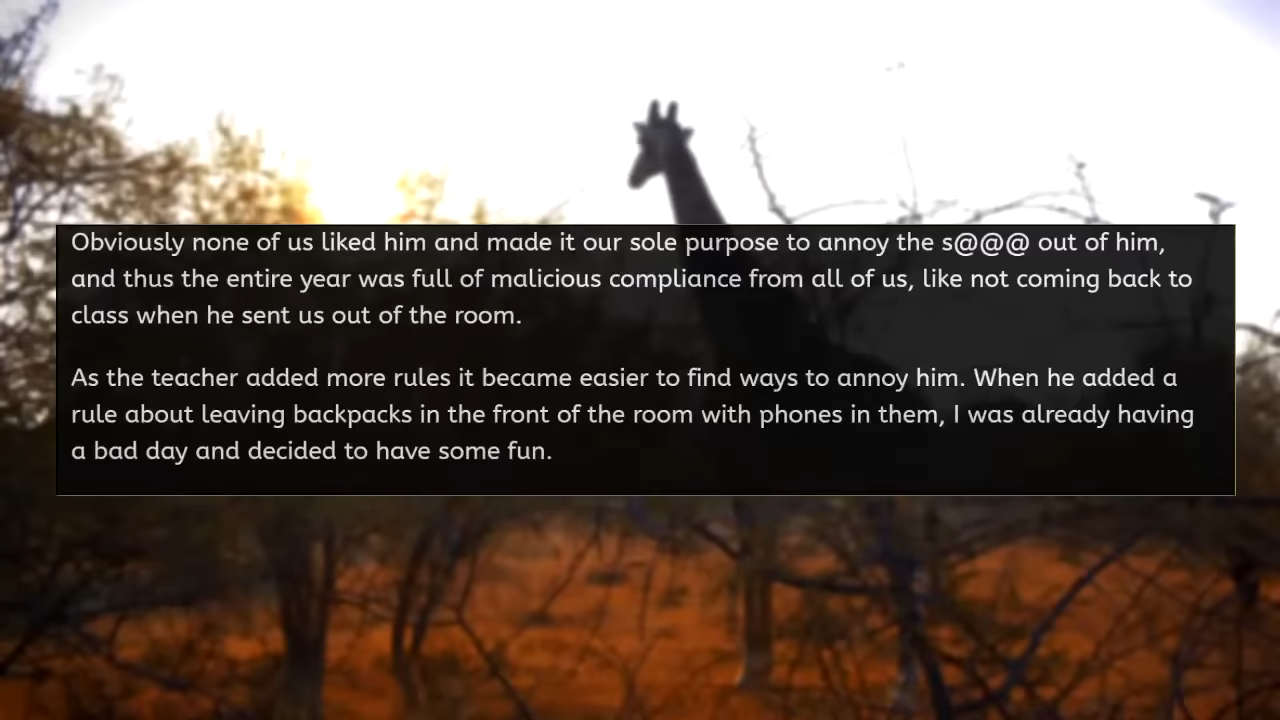 Obviously none of us liked him and made it our sole purpose to annoy the s@@@ out of him,
and thus the entire year was full of malicious compliance from all of us, like not coming back to
class when he sent us out of the room.
As the teacher added more rules it became easier to find ways to annoy him. When he added a
rule about leaving backpacks in the front of the room with phones in them, I was already having
a bad day and decided to have some fun.